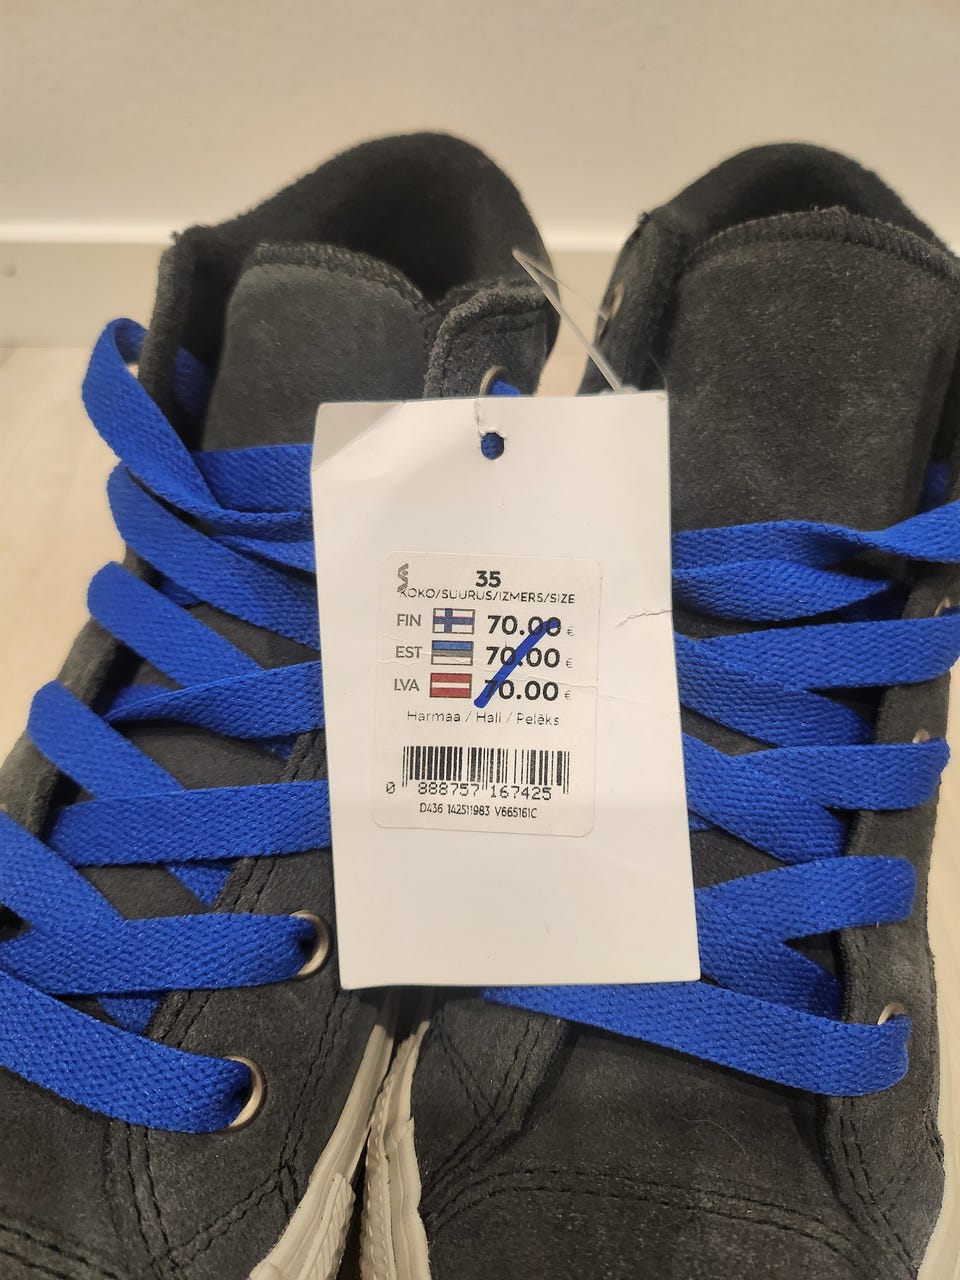 35
KOKO/SUURUS/IZMERS/SIZE
FIN 70.00 €
EST 70.00 €
LVA 70.00 €
Harmaa / Hall / Pelēks
0 888757 167425
D436 142511983 V665161C